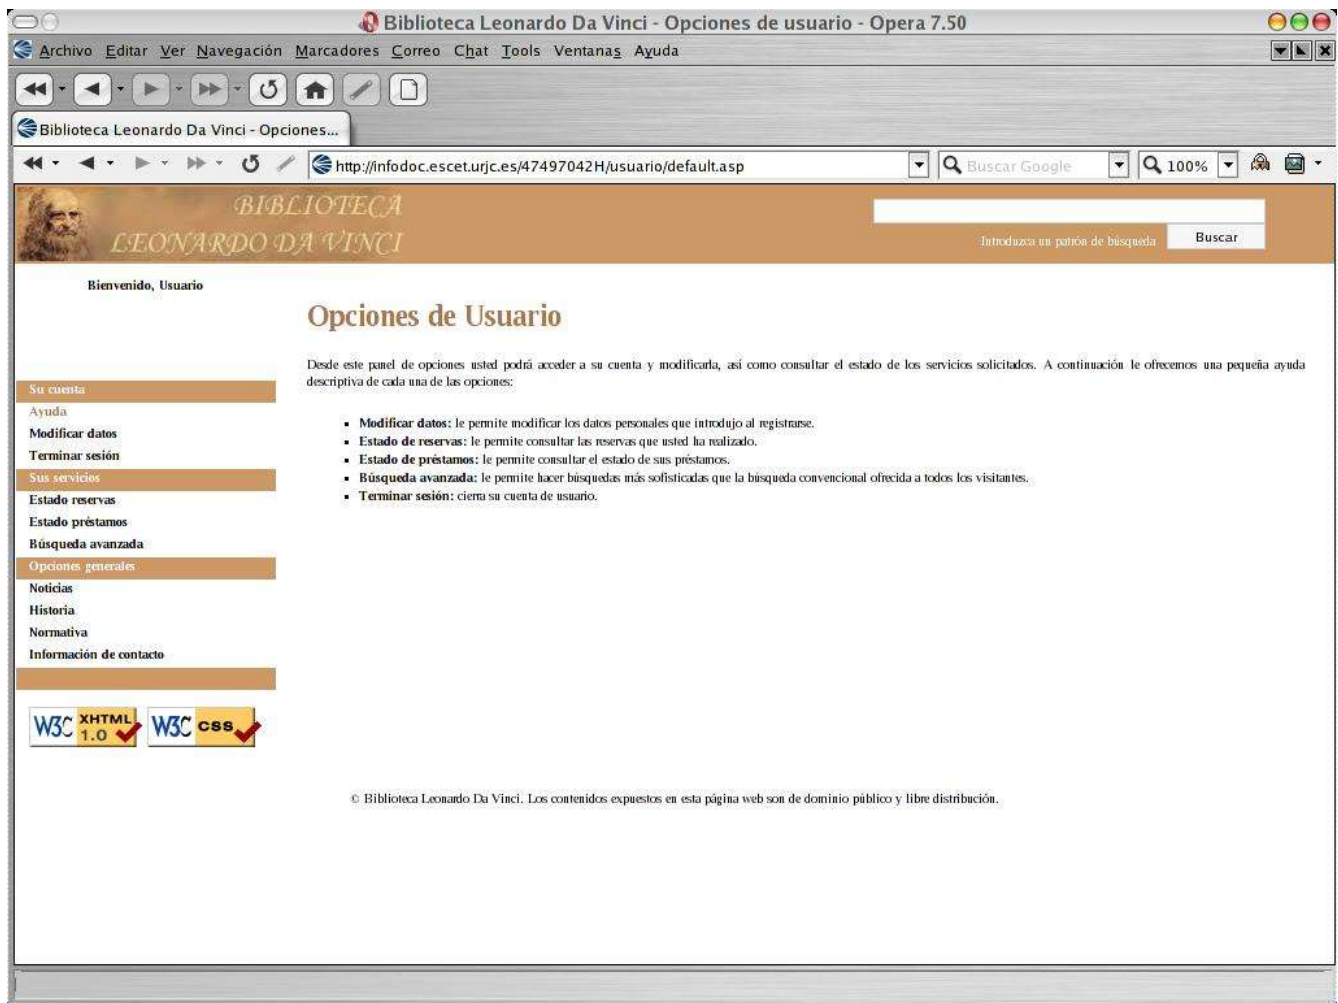 Biblioteca Leonardo Da Vinci - Opciones de usuario - Opera 7.50
Archivo Editar Ver Navegación Marcadores Correo Chat Tools Ventanas Ayuda
Biblioteca Leonardo Da Vinci - Opciones...
http://infodoc.escet.urjc.es/47497042H/usuario/default.asp
Buscar Google
100%
BIBLIOTECA
LEONARDO DA VINCI
Introduzca un patrón de búsqueda
Buscar
Bienvenido, Usuario
Su cuenta
Ayuda
Modificar datos
Terminar sesión
Sus servicios
Estado reservas
Estado préstamos
Búsqueda avanzada
Opciones generales
Noticias
Historia
Normativa
Información de contacto
W3C XHTML 1.0
W3C css
Opciones de Usuario
Desde este panel de opciones usted podrá acceder a su cuenta y modificarla, así como consultar el estado de los servicios solicitados. A continuación le ofrecemos una pequeña ayuda
descriptiva de cada una de las opciones:
Modificar datos: le permite modificar los datos personales que introdujo al registrarse.
Estado de reservas: le permite consultar las reservas que usted ha realizado.
Estado de préstamos: le permite consultar el estado de sus préstamos.
Búsqueda avanzada: le permite hacer búsquedas más sofisticadas que la búsqueda convencional ofrecida a todos los visitantes.
Terminar sesión: cierra su cuenta de usuario.
© Biblioteca Leonardo Da Vinci. Los contenidos expuestos en esta página web son de dominio público y libre distribución.